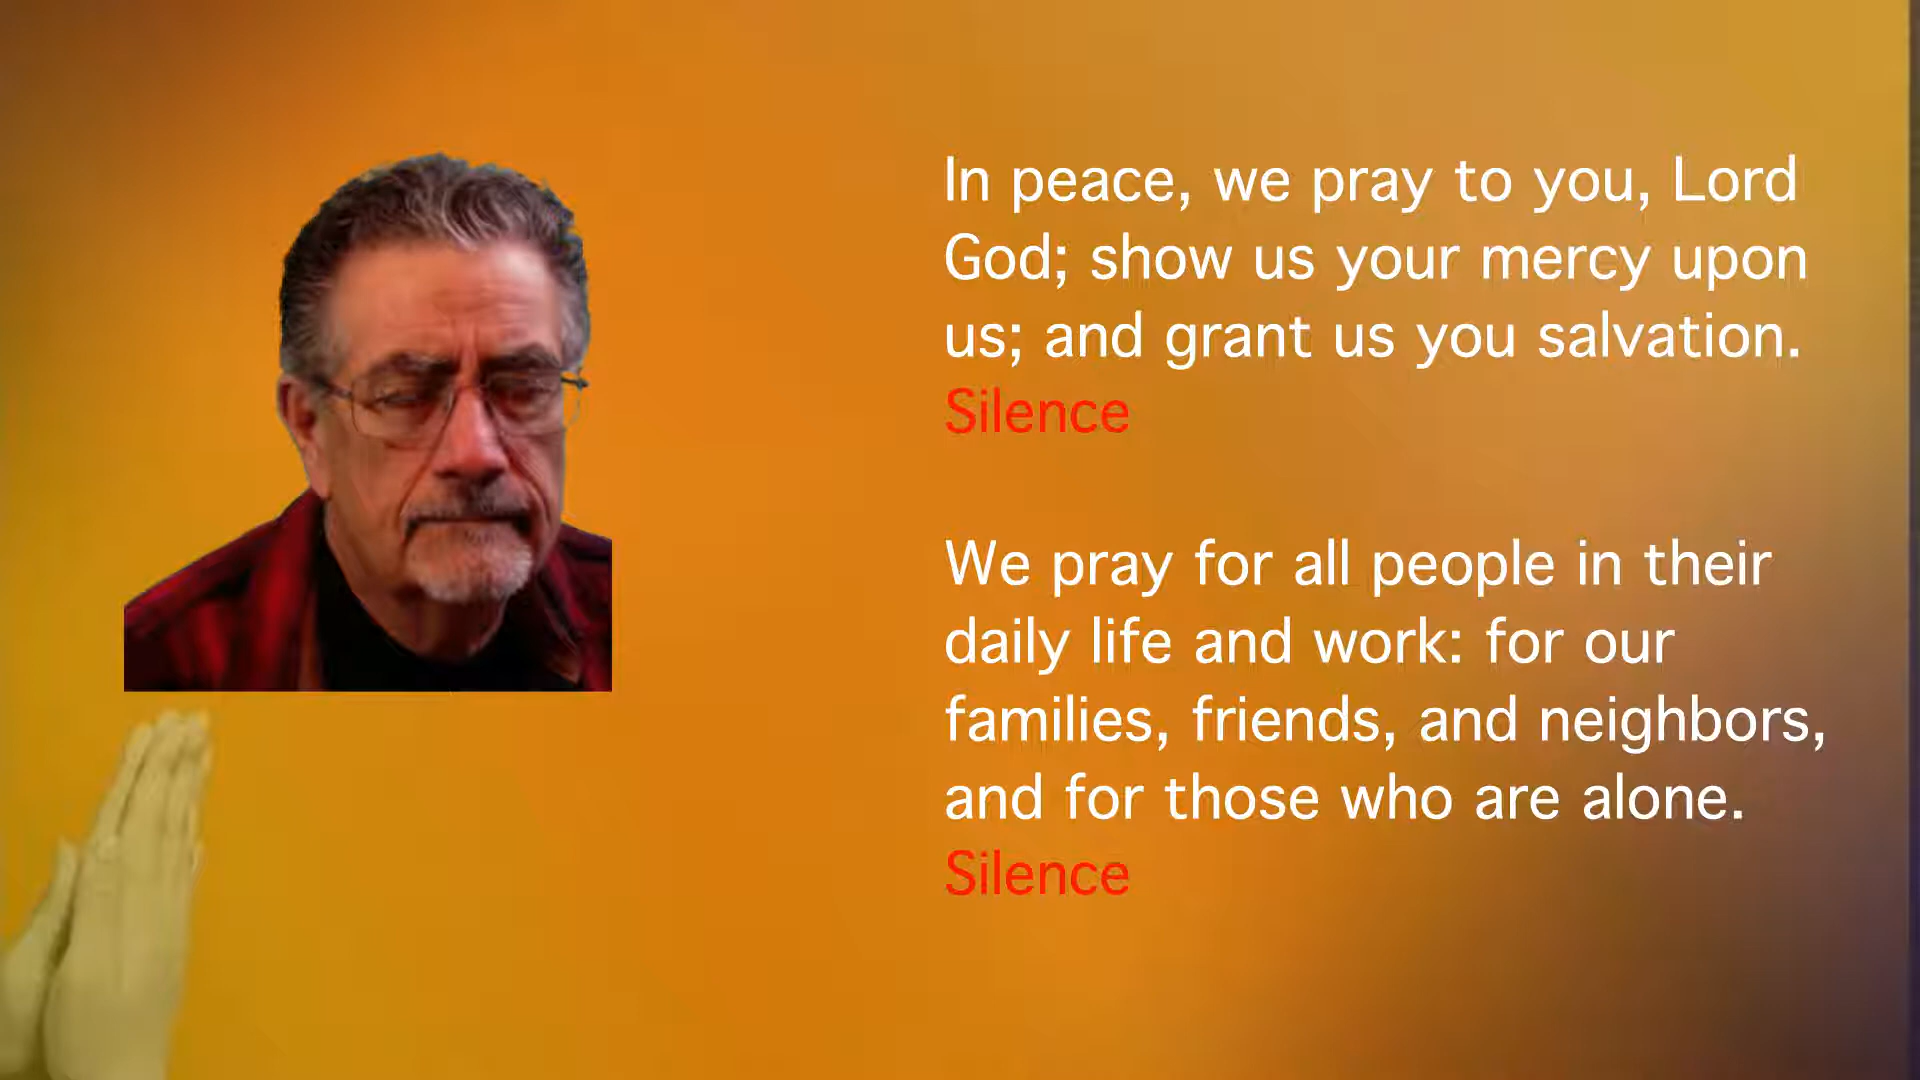 In peace, we pray to you, Lord
God; show us your mercy upon
us; and grant us you salvation.
Silence
We pray for all people in their
daily life and work: for our
families, friends, and neighbors,
and for those who are alone.
Silence